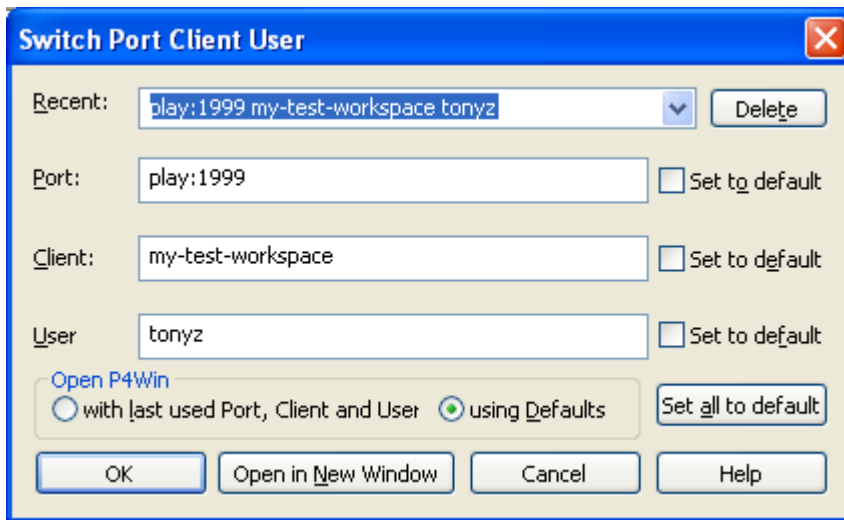 Switch Port Client User
Recent: play:1999 my-test-workspace tonyz Delete
Port: play:1999 Set to default
Client: my-test-workspace Set to default
User tonyz Set to default
Open P4Win
with last used Port, Client and User using Defaults Set all to default
OK Open in New Window Cancel Help